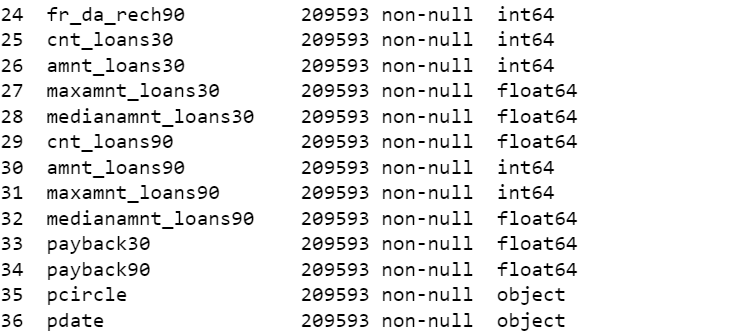 24  fr_da_rech90          209593 non-null  int64
25  cnt_loans30           209593 non-null  int64
26  amnt_loans30          209593 non-null  int64
27  maxamnt_loans30       209593 non-null  float64
28  medianamnt_loans30    209593 non-null  float64
29  cnt_loans90           209593 non-null  float64
30  amnt_loans90          209593 non-null  int64
31  maxamnt_loans90       209593 non-null  int64
32  medianamnt_loans90    209593 non-null  float64
33  payback30             209593 non-null  float64
34  payback90             209593 non-null  float64
35  pcircle               209593 non-null  object
36  pdate                 209593 non-null  object